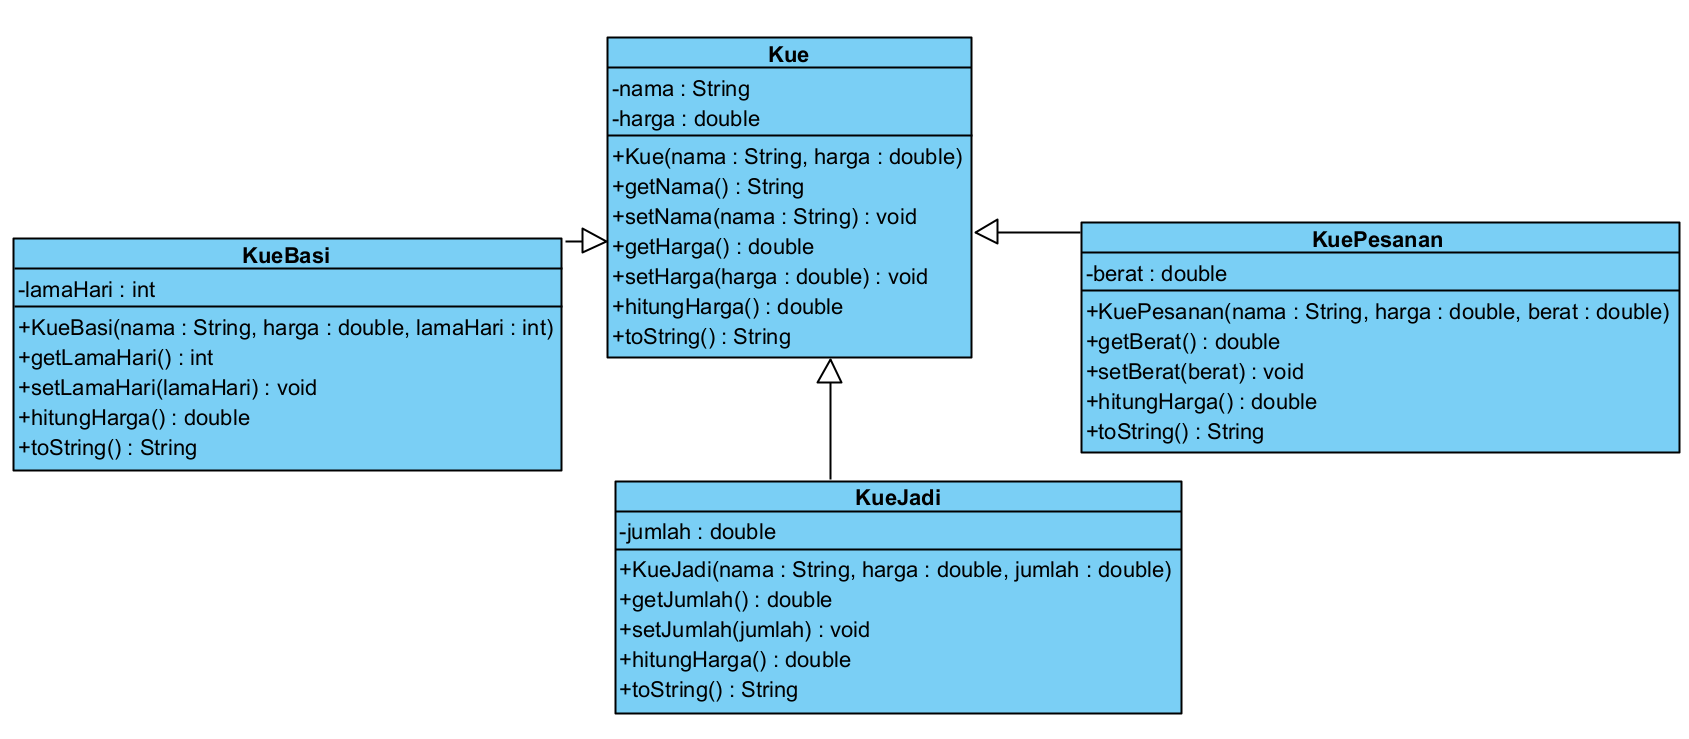 Kue
-nama : String
-harga : double
+Kue(nama : String, harga : double)
+getNama() : String
+setNama(nama : String) : void
+getHarga() : double
+setHarga(harga : double) : void
+hitungHarga() : double
+toString() : String
KueBasi
-lamaHari : int
+KueBasi(nama : String, harga : double, lamaHari : int)
+getLamaHari() : int
+setLamaHari(lamaHari) : void
+hitungHarga() : double
+toString() : String
KuePesanan
-berat : double
+KuePesanan(nama : String, harga : double, berat : double)
+getBerat() : double
+setBerat(berat) : void
+hitungHarga() : double
+toString() : String
KueJadi
-jumlah : double
+KueJadi(nama : String, harga : double, jumlah : double)
+getJumlah() : double
+setJumlah(jumlah) : void
+hitungHarga() : double
+toString() : String